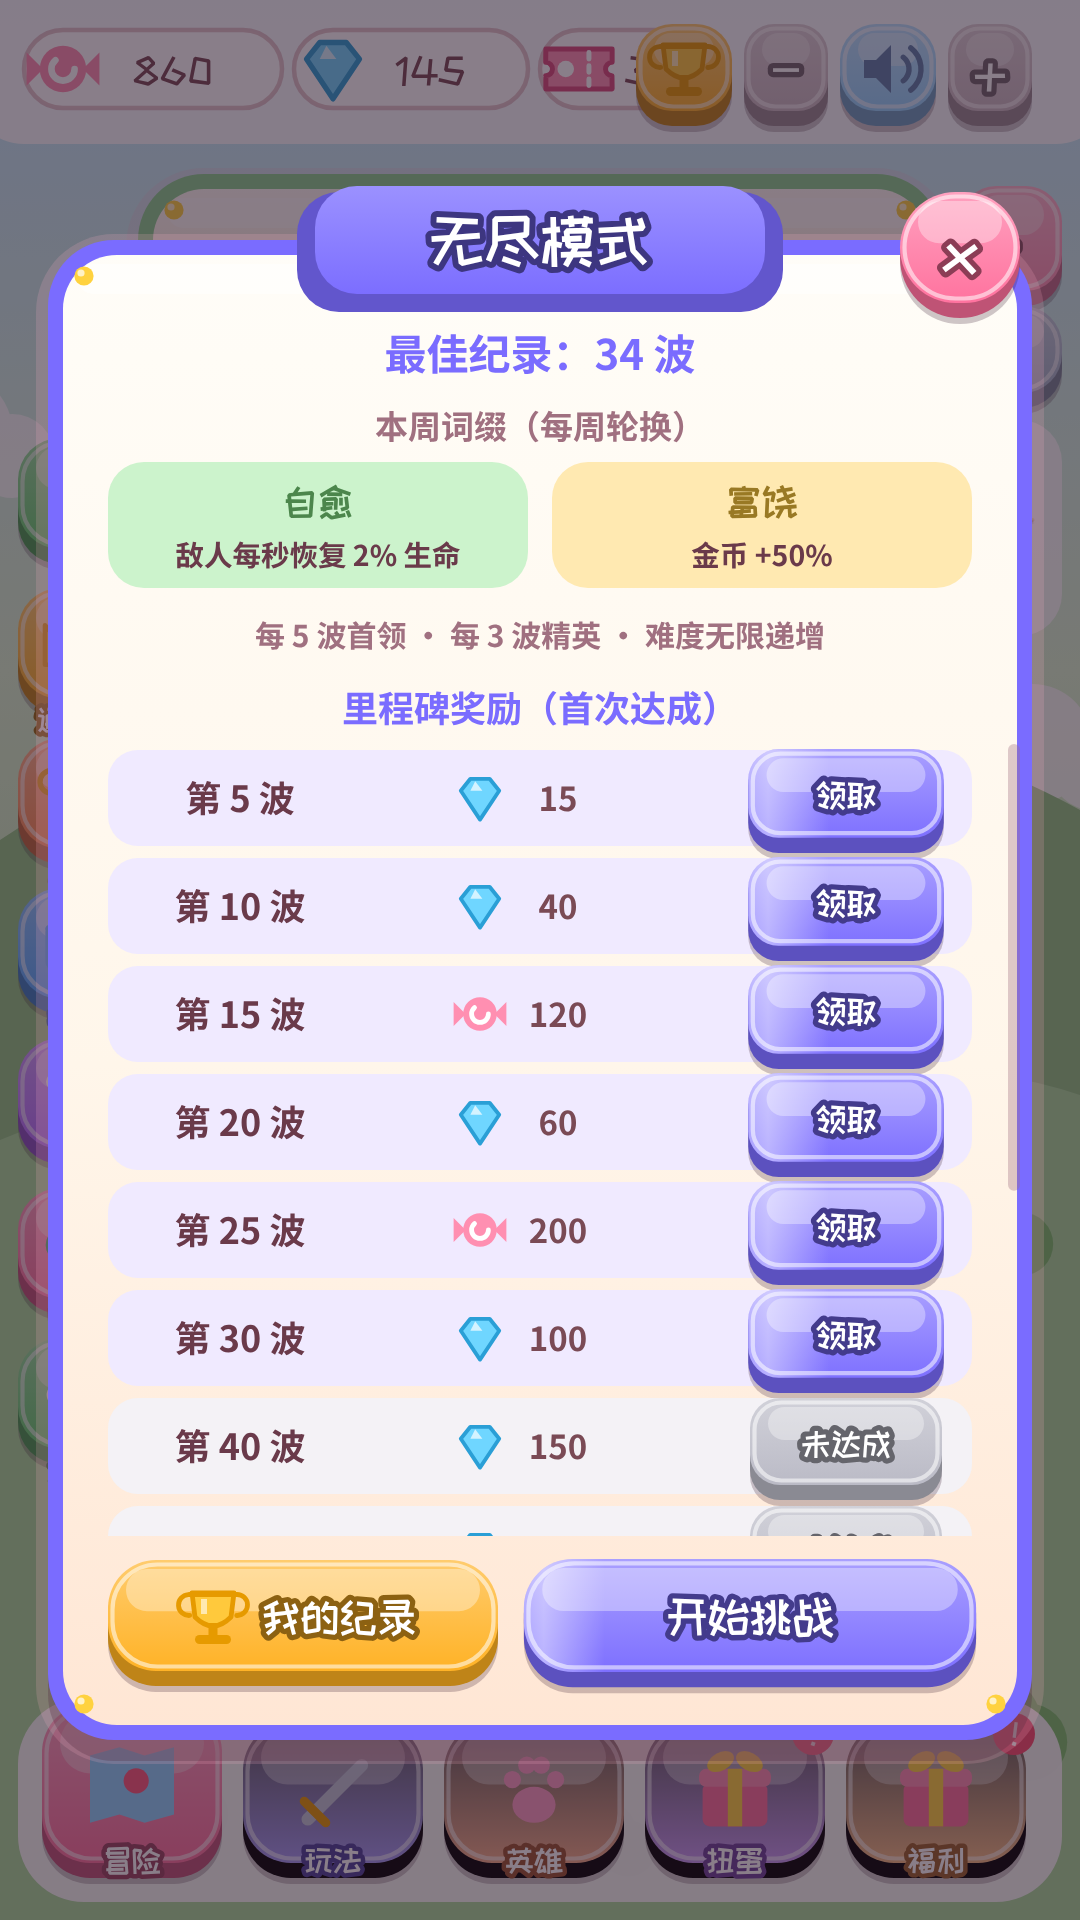 860
145
无尽模式
最佳纪录：34 波
本周词缀（每周轮换）
自愈
敌人每秒恢复 2% 生命
富饶
金币 +50%
每 5 波首领 · 每 3 波精英 · 难度无限递增
里程碑奖励（首次达成）
第 5 波 15 领取
第 10 波 40 领取
第 15 波 120 领取
第 20 波 60 领取
第 25 波 200 领取
第 30 波 100 领取
第 40 波 150 未达成
我的纪录
开始挑战
冒险
玩法
英雄
扭蛋
福利